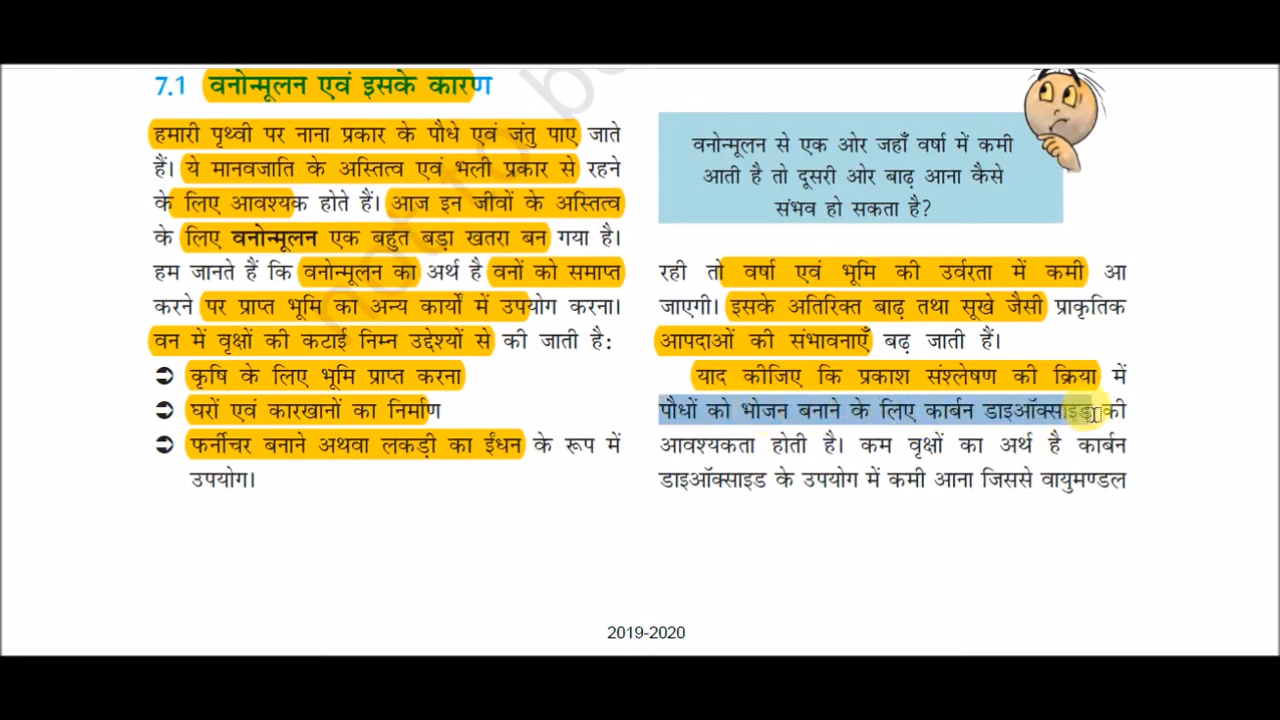 7.1 वनोन्मूलन एवं इसके कारण
हमारी पृथ्वी पर नाना प्रकार के पौधे एवं जंतु पाए जाते
हैं। ये मानवजाति के अस्तित्व एवं भली प्रकार से रहने
के लिए आवश्यक होते हैं। आज इन जीवों के अस्तित्व
के लिए वनोन्मूलन एक बहुत बड़ा खतरा बन गया है।
हम जानते हैं कि वनोन्मूलन का अर्थ है वनों को समाप्त
करने पर प्राप्त भूमि का अन्य कार्यों में उपयोग करना।
वन में वृक्षों की कटाई निम्न उद्देश्यों से की जाती है:
➲ कृषि के लिए भूमि प्राप्त करना
➲ घरों एवं कारखानों का निर्माण
➲ फर्नीचर बनाने अथवा लकड़ी का ईंधन के रूप में
उपयोग।
वनोन्मूलन से एक ओर जहाँ वर्षा में कमी
आती है तो दूसरी ओर बाढ़ आना कैसे
संभव हो सकता है?
रही तो वर्षा एवं भूमि की उर्वरता में कमी आ
जाएगी। इसके अतिरिक्त बाढ़ तथा सूखे जैसी प्राकृतिक
आपदाओं की संभावनाएँ बढ़ जाती हैं।
याद कीजिए कि प्रकाश संश्लेषण की क्रिया में
पौधों को भोजन बनाने के लिए कार्बन डाइऑक्साइड की
आवश्यकता होती है। कम वृक्षों का अर्थ है कार्बन
डाइऑक्साइड के उपयोग में कमी आना जिससे वायुमण्डल
not to b
2019-2020